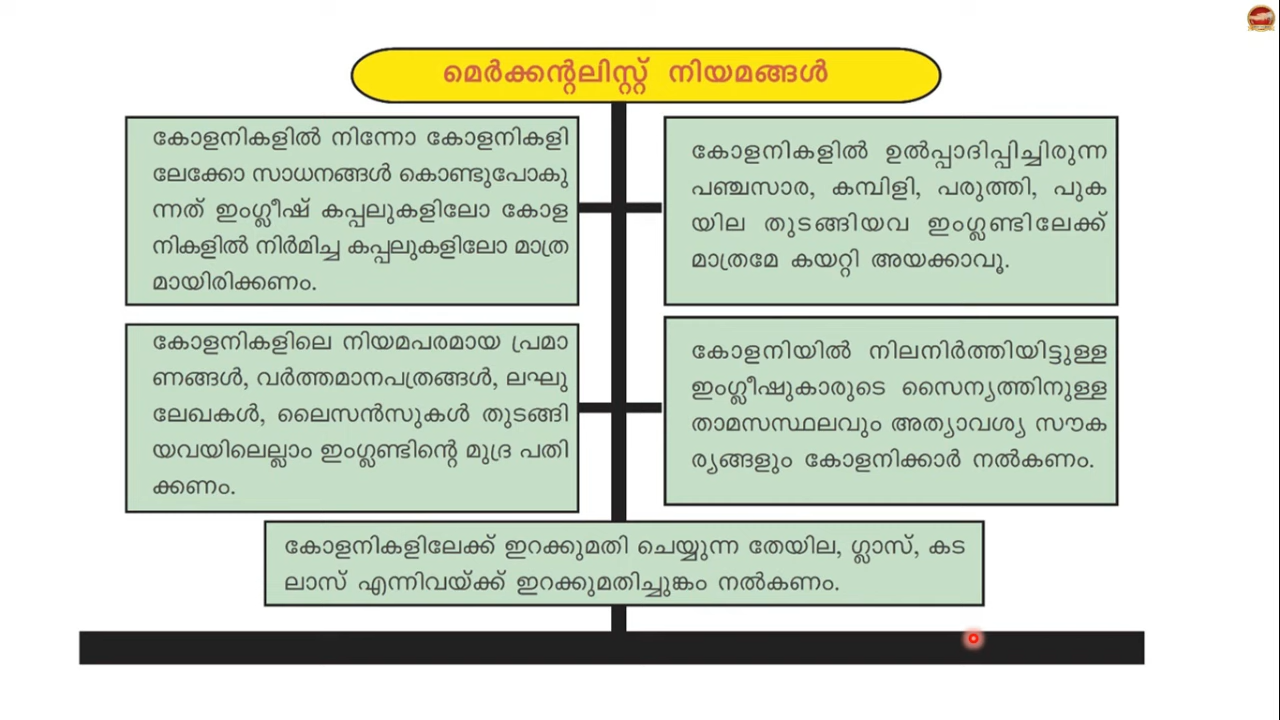 മെർക്കന്റലിസ്റ്റ് നിയമങ്ങൾ
കോളനികളിൽ നിന്നോ കോളനികളി
ലേക്കോ സാധനങ്ങൾ കൊണ്ടുപോകു
ന്നത് ഇംഗ്ലീഷ് കപ്പലുകളിലോ കോള
നികളിൽ നിർമിച്ച കപ്പലുകളിലോ മാത്ര
മായിരിക്കണം.
കോളനികളിൽ ഉൽപ്പാദിപ്പിച്ചിരുന്ന
പഞ്ചസാര, കമ്പിളി, പരുത്തി, പുക
യില തുടങ്ങിയവ ഇംഗ്ലണ്ടിലേക്ക്
മാത്രമേ കയറ്റി അയക്കാവൂ.
കോളനികളിലെ നിയമപരമായ പ്രമാ
ണങ്ങൾ, വർത്തമാനപത്രങ്ങൾ, ലഘു
ലേഖകൾ, ലൈസൻസുകൾ തുടങ്ങി
യവയിലെല്ലാം ഇംഗ്ലണ്ടിന്റെ മുദ്ര പതി
ക്കണം.
കോളനിയിൽ നിലനിർത്തിയിട്ടുള്ള
ഇംഗ്ലീഷുകാരുടെ സൈന്യത്തിനുള്ള
താമസസ്ഥലവും അത്യാവശ്യ സൗക
ര്യങ്ങളും കോളനിക്കാർ നൽകണം.
കോളനികളിലേക്ക് ഇറക്കുമതി ചെയ്യുന്ന തേയില, ഗ്ലാസ്, കട
ലാസ് എന്നിവയ്ക്ക് ഇറക്കുമതിച്ചുങ്കം നൽകണം.